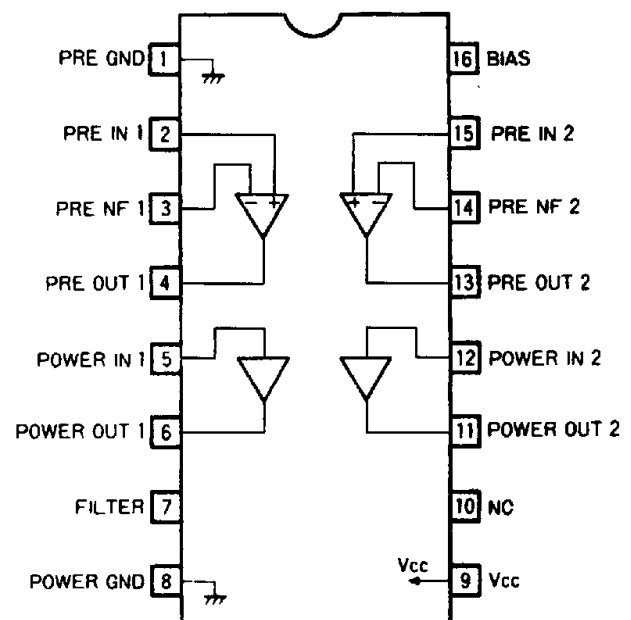 PRE GND 1
16 BIAS
PRE IN 1 2
15 PRE IN 2
PRE NF 1 3
- +
+ -
14 PRE NF 2
PRE OUT 1 4
13 PRE OUT 2
POWER IN 1 5
12 POWER IN 2
POWER OUT 1 6
11 POWER OUT 2
FILTER 7
10 NC
POWER GND 8
Vcc
9 Vcc